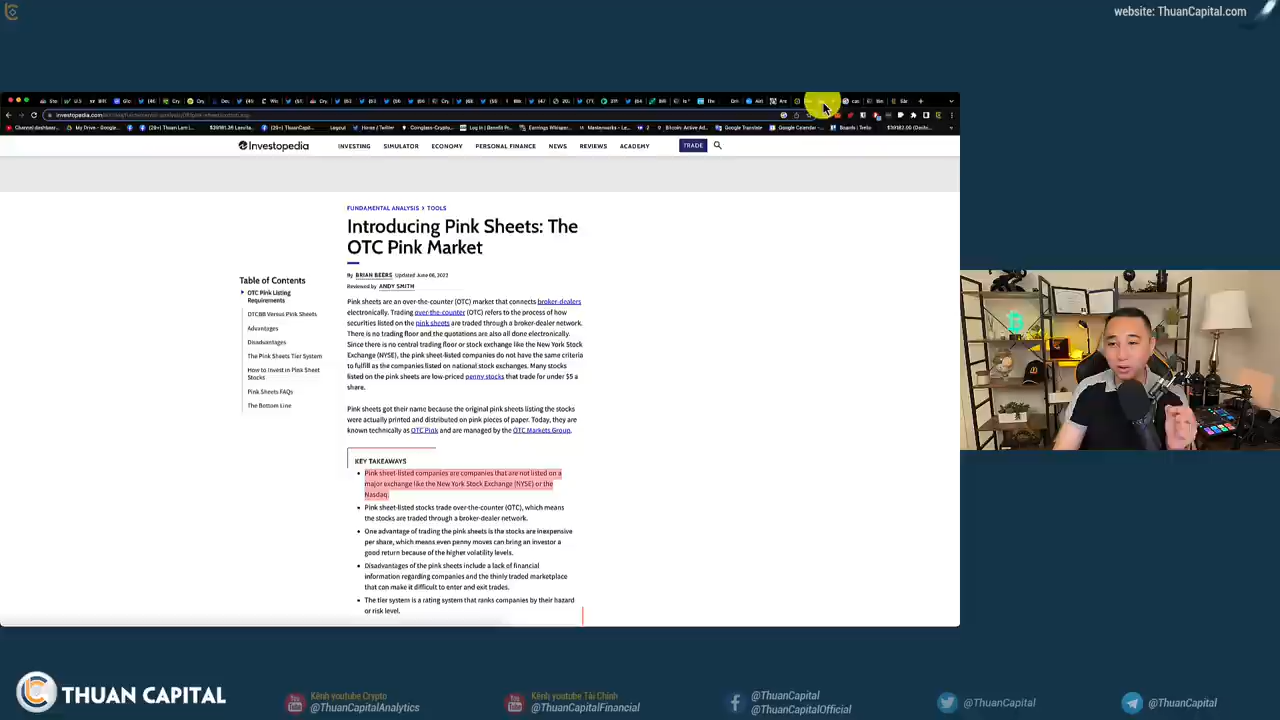 website: ThuanCapital.com
Investopedia
INVESTING
SIMULATOR
ECONOMY
PERSONAL FINANCE
NEWS
REVIEWS
ACADEMY
TRADE
FUNDAMENTAL ANALYSIS > TOOLS
Introducing Pink Sheets: The
OTC Pink Market
By BRIAN BEERS Updated June 06, 2022
Reviewed by ANDY SMITH
Table of Contents
OTC Pink Listing
Requirements
OTCBB Versus Pink Sheets
Advantages
Disadvantages
The Pink Sheets Tier System
How to Invest in Pink Sheet
Stocks
Pink Sheets FAQs
The Bottom Line
Pink sheets are an over-the-counter (OTC) market that connects broker-dealers
electronically. Trading over-the-counter (OTC) refers to the process of how
securities listed on the pink sheets are traded through a broker-dealer network.
There is no trading floor and the quotations are also all done electronically.
Since there is no central trading floor or stock exchange like the New York Stock
Exchange (NYSE), the pink sheet-listed companies do not have the same criteria
to fulfill as the companies listed on national stock exchanges. Many stocks
listed on the pink sheets are low-priced penny stocks that trade for under $5 a
share.
Pink sheets got their name because the original pink sheets listing the stocks
were actually printed and distributed on pink pieces of paper. Today, they are
known technically as OTC Pink and are managed by the OTC Markets Group.
KEY TAKEAWAYS
• Pink sheet-listed companies are companies that are not listed on a
major exchange like the New York Stock Exchange (NYSE) or the
Nasdaq.
• Pink sheet-listed stocks trade over-the-counter (OTC), which means
the stocks are traded through a broker-dealer network.
• One advantage of trading the pink sheets is the stocks are inexpensive
per share, which means even penny moves can bring an investor a
good return because of the higher volatility levels.
• Disadvantages of the pink sheets include a lack of financial
information regarding companies and the thinly traded marketplace
that can make it difficult to enter and exit trades.
• The tier system is a rating system that ranks companies by their hazard
or risk level.
THUAN CAPITAL
Kênh youtube Crypto
@ThuanCapitalAnalytics
Kênh youtube Tài Chính
@ThuanCapitalFinancial
@ThuanCapital
@ThuanCapitalOfficial
@ThuanCapital
@ThuanCapital